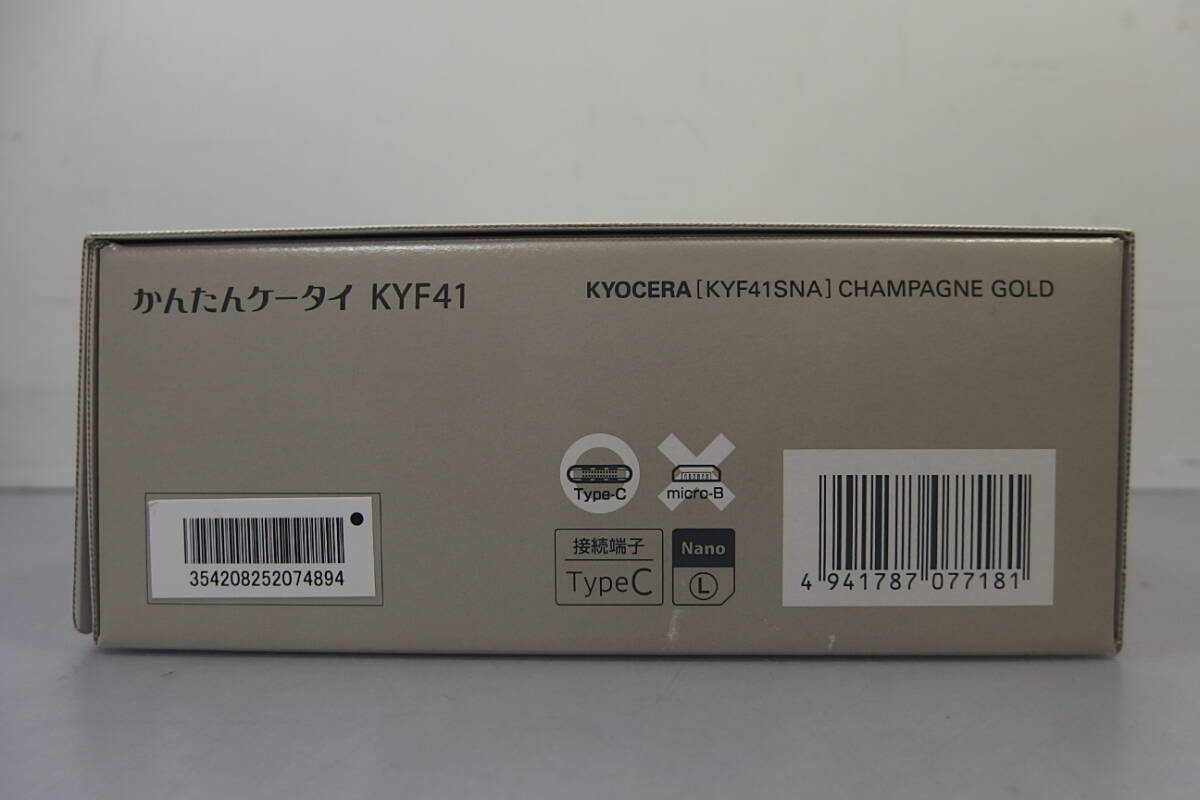 かんたんケータイ KYF41
KYOCERA [KYF41SNA] CHAMPAGNE GOLD
Type-C
micro-B
接続端子
TypeC
Nano
L
354208252074894
4 941787 077181